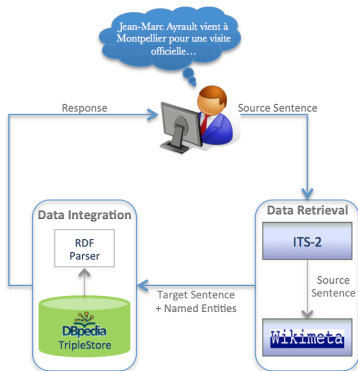 Jean-Marc Ayrault vient à
Montpellier pour une visite
officielle...
Response
Source Sentence
Data Integration
Data Retrieval
RDF
Parser
ITS-2
Source
Sentence
Target Sentence
+ Named Entities
DBpedia
TripleStore
Wikimeta